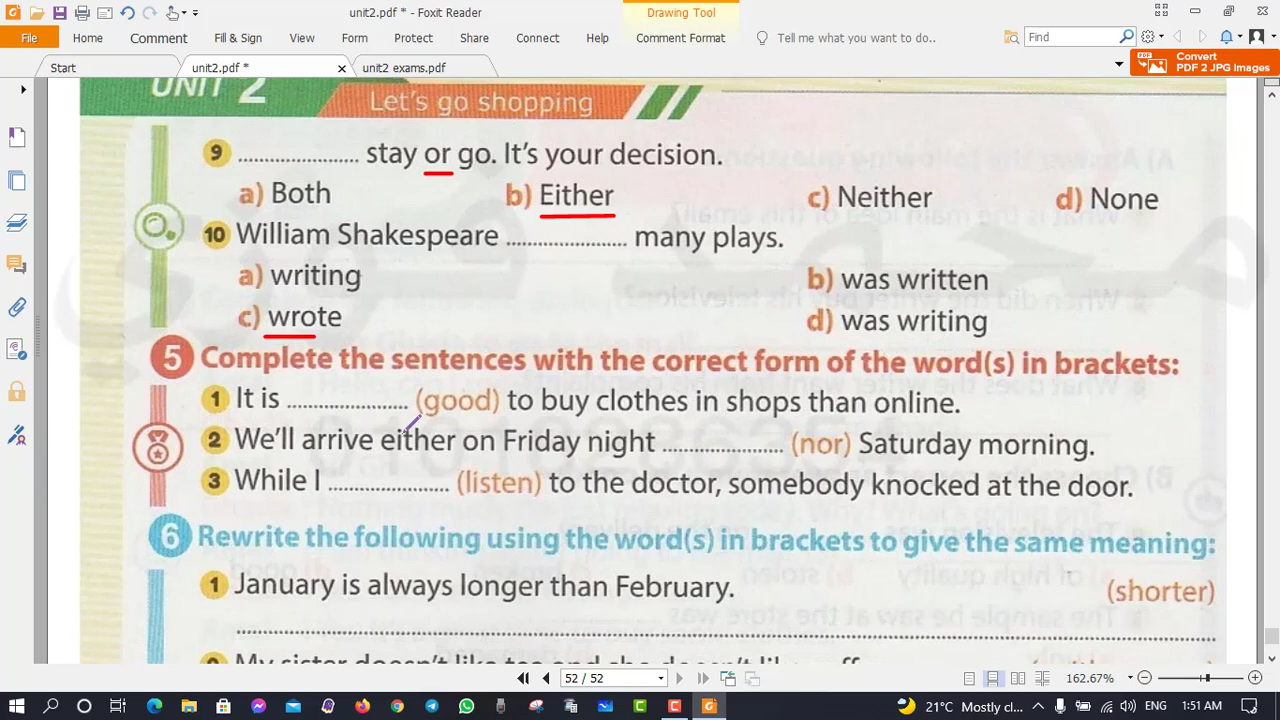 unit2.pdf * - Foxit Reader
Drawing Tool
File Home Comment Fill & Sign View Form Protect Share Connect Help Comment Format Tell me what you want to do.. Find
Start unit2.pdf * unit2 exams.pdf
Convert
PDF 2 JPG Images
UNIT 2 Let's go shopping
9 .................... stay or go. It's your decision.
a) Both b) Either c) Neither d) None
10 William Shakespeare .................... many plays.
a) writing b) was written
c) wrote d) was writing
5 Complete the sentences with the correct form of the word(s) in brackets:
1 It is .................... (good) to buy clothes in shops than online.
2 We'll arrive either on Friday night .................... (nor) Saturday morning.
3 While I .................... (listen) to the doctor, somebody knocked at the door.
6 Rewrite the following using the word(s) in brackets to give the same meaning:
1 January is always longer than February. (shorter)
52 / 52 162.67%
21°C Mostly cl... ENG 1:51 AM